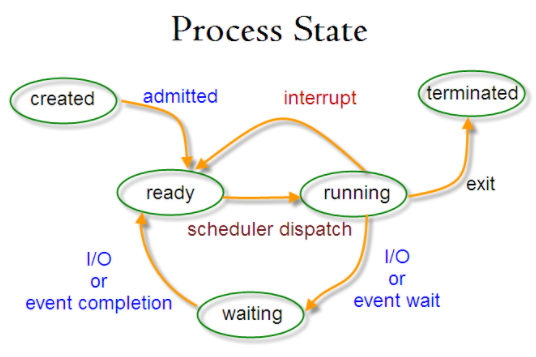 Process State
created
admitted
interrupt
terminated
ready
running
exit
scheduler dispatch
I/O
or
event completion
I/O
or
event wait
waiting